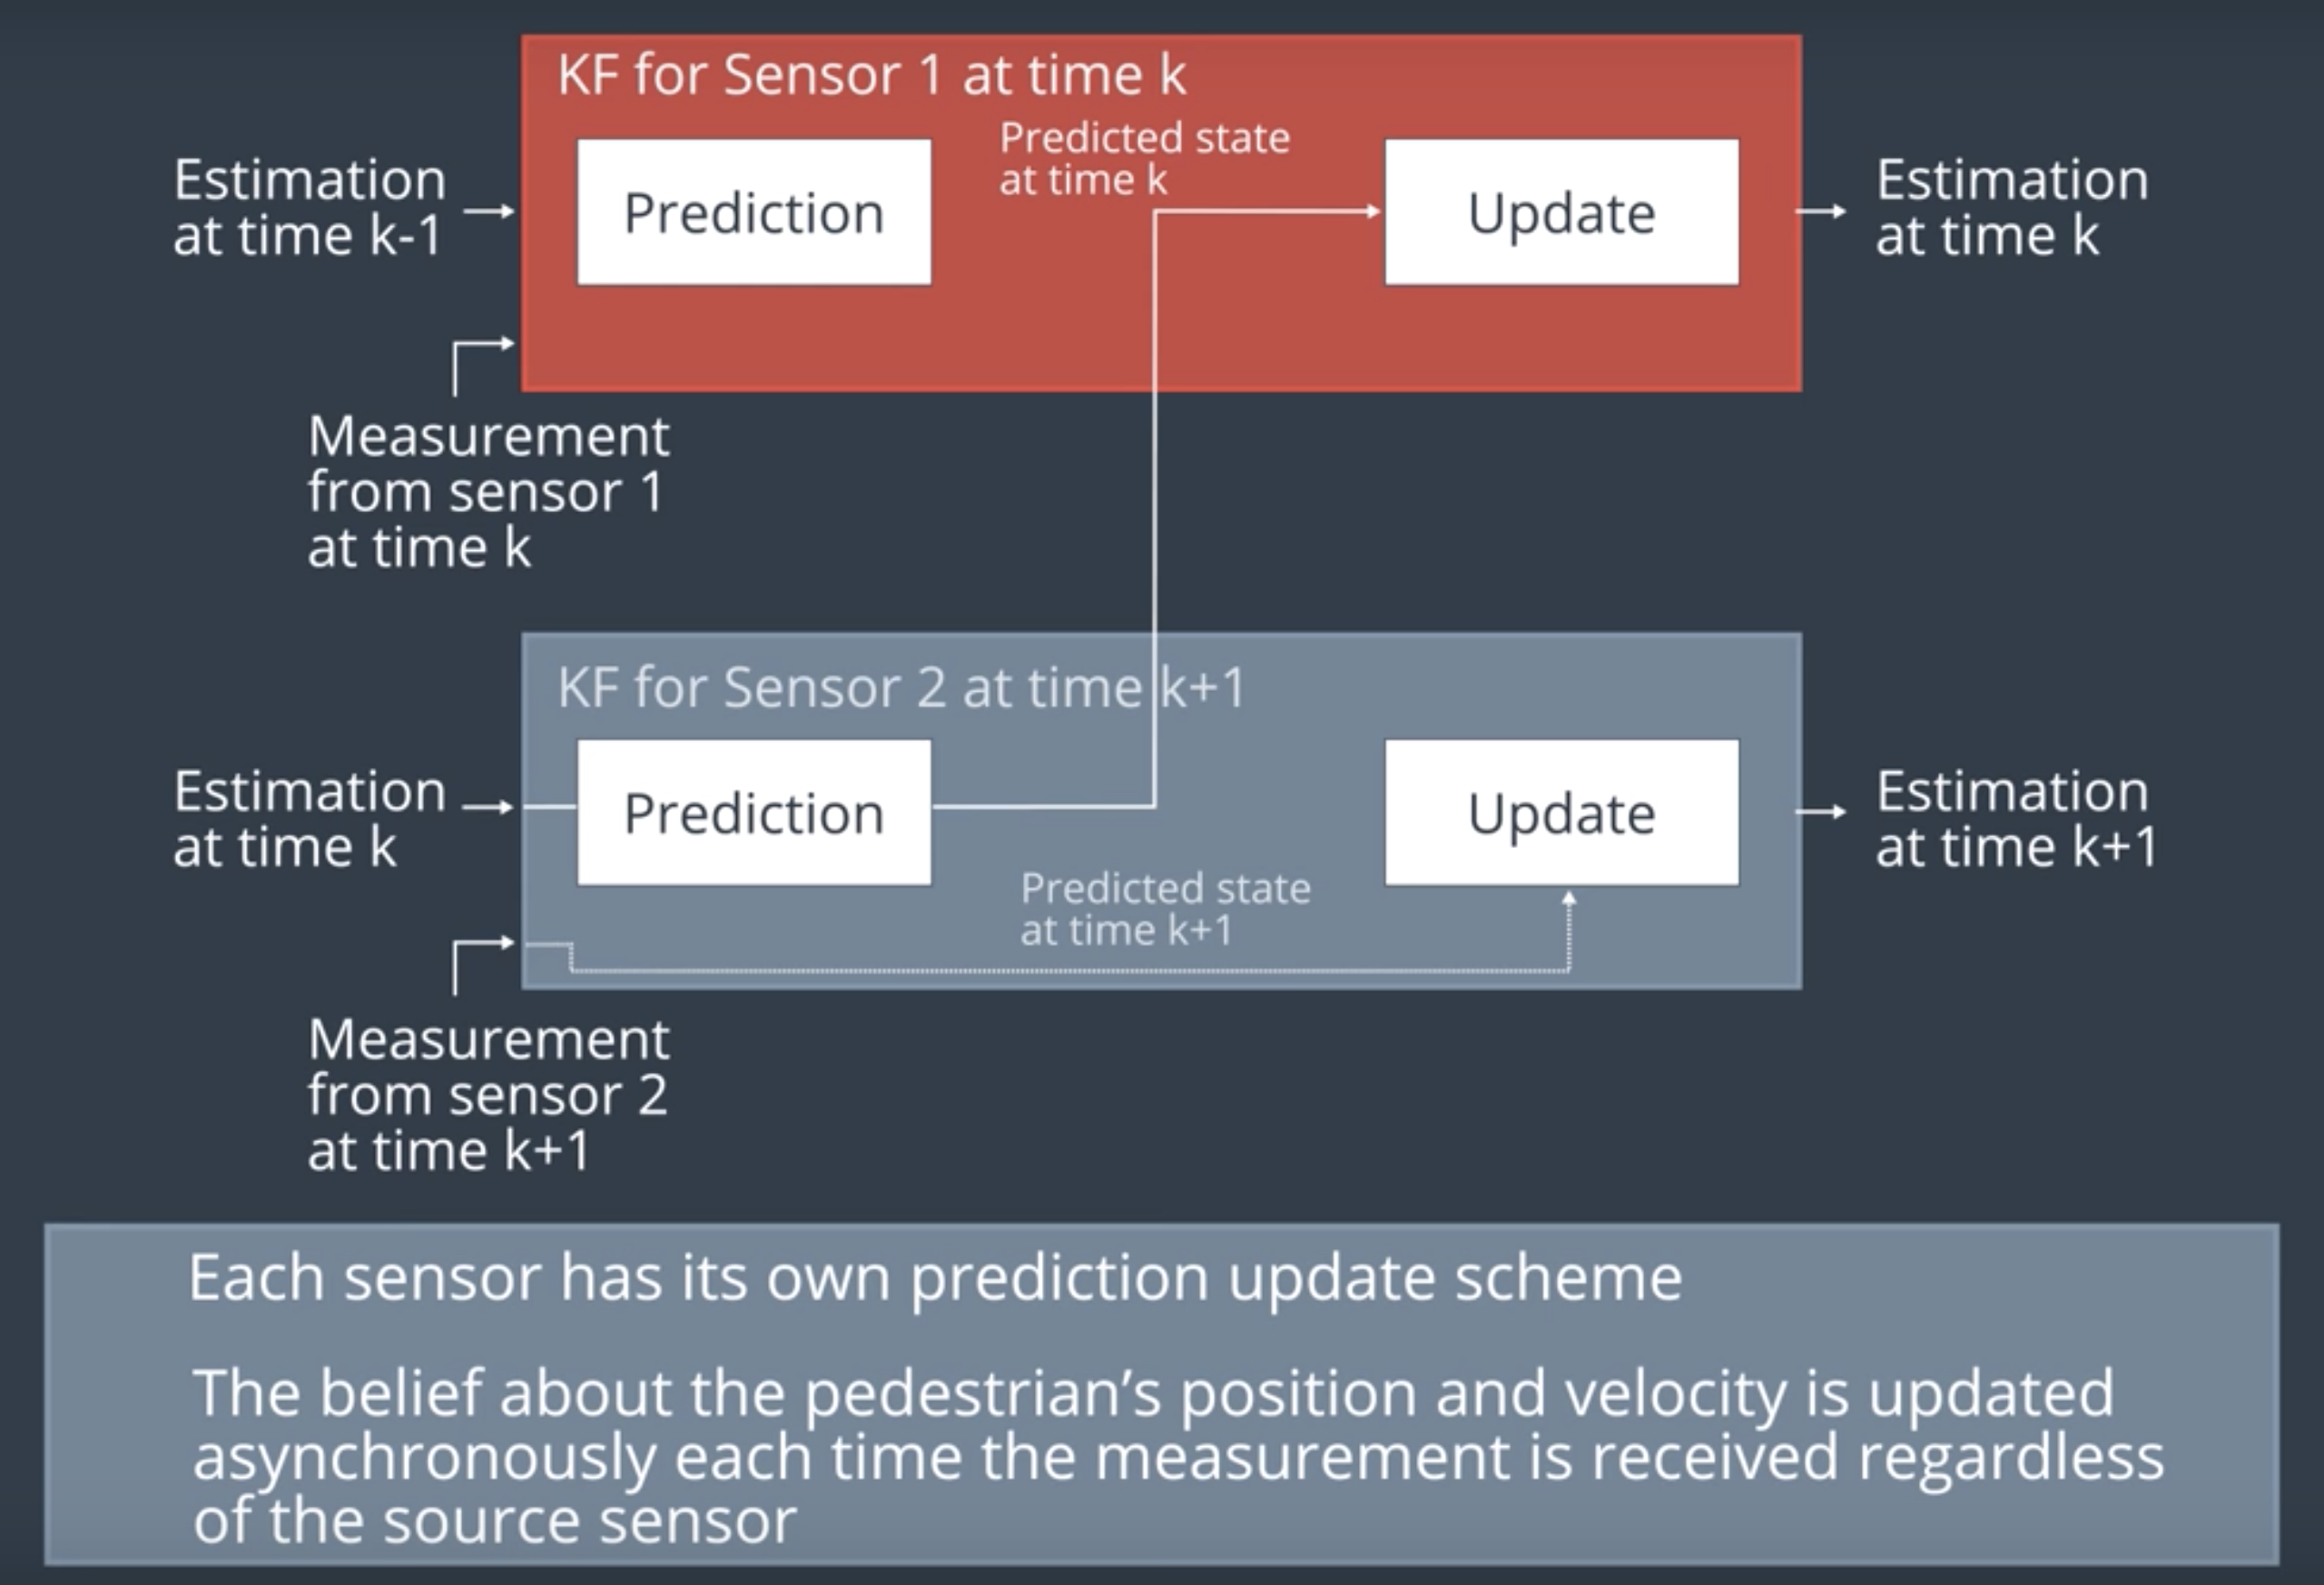 KF for Sensor 1 at time k
Predicted state
at time k
Estimation
at time k-1
Prediction
Update
Estimation
at time k
Measurement
from sensor 1
at time k
KF for Sensor 2 at time k+1
Estimation
at time k
Prediction
Update
Estimation
at time k+1
Predicted state
at time k+1
Measurement
from sensor 2
at time k+1
Each sensor has its own prediction update scheme
The belief about the pedestrian’s position and velocity is updated
asynchronously each time the measurement is received regardless
of the source sensor